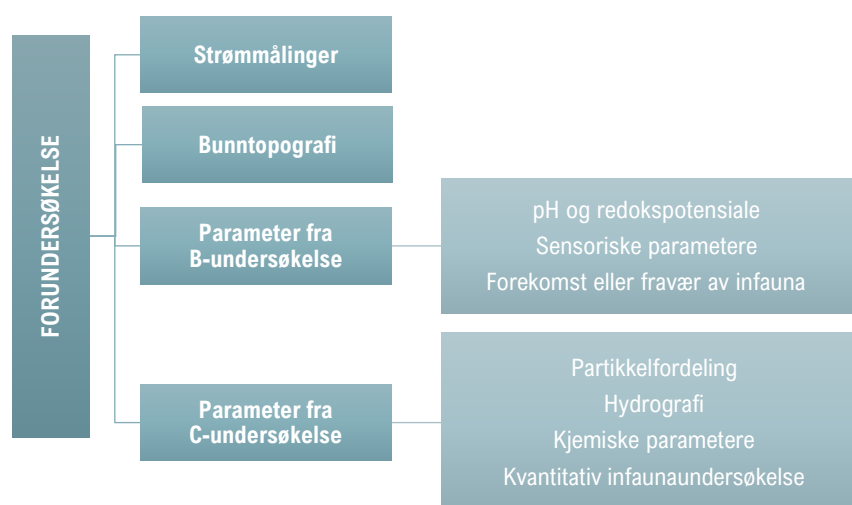 FORUNDERSØKELSE
Strømmålinger
Bunntopografi
Parameter fra
B-undersøkelse
pH og redokspotensiale
Sensoriske parametere
Forekomst eller fravær av infauna
Parameter fra
C-undersøkelse
Partikkelfordeling
Hydrografi
Kjemiske parametere
Kvantitativ infaunaundersøkelse